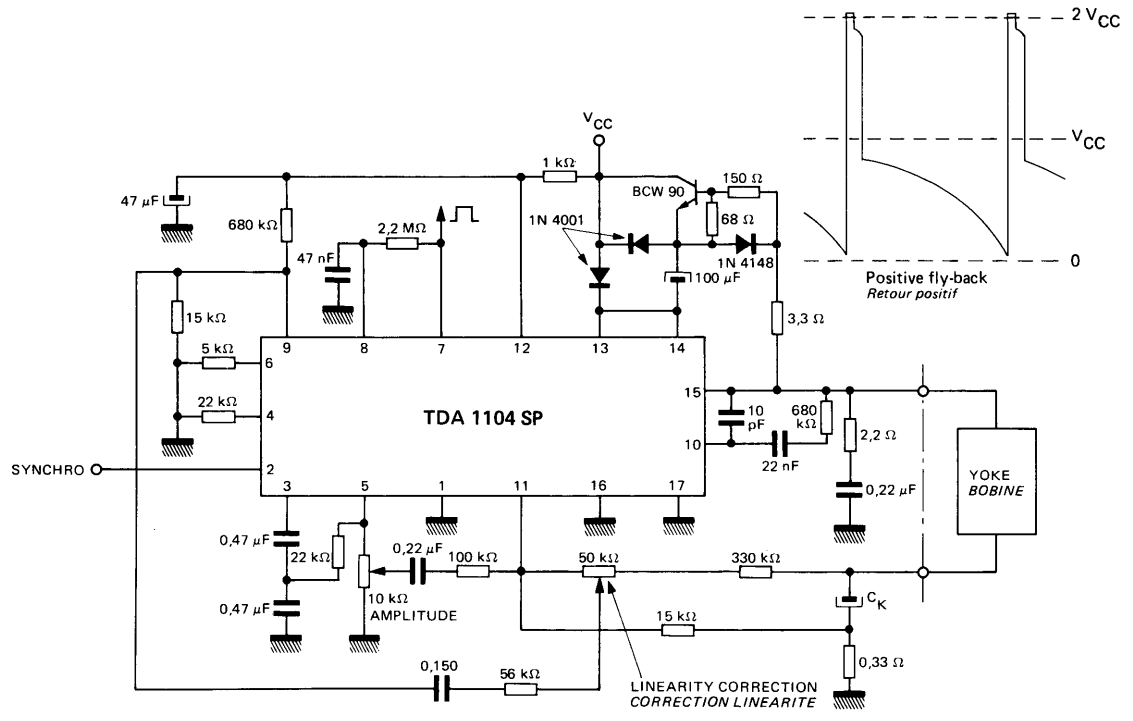 2 VCC
VCC
0
Positive fly-back
Retour positif
VCC
1 kΩ
BCW 90
150 Ω
47 µF
680 kΩ
2,2 MΩ
1N 4001
68 Ω
47 nF
1N 4148
100 µF
15 kΩ
3,3 Ω
9
8
7
12
13
14
5 kΩ
6
15
22 kΩ
4
TDA 1104 SP
10 pF
680 kΩ
10
2,2 Ω
22 nF
SYNCHRO
2
YOKE
BOBINE
3
5
1
11
16
17
0,22 µF
0,47 µF
22 kΩ
0,22 µF
100 kΩ
50 kΩ
330 kΩ
0,47 µF
10 kΩ
AMPLITUDE
CK
15 kΩ
0,150
56 kΩ
0,33 Ω
LINEARITY CORRECTION
CORRECTION LINEARITE